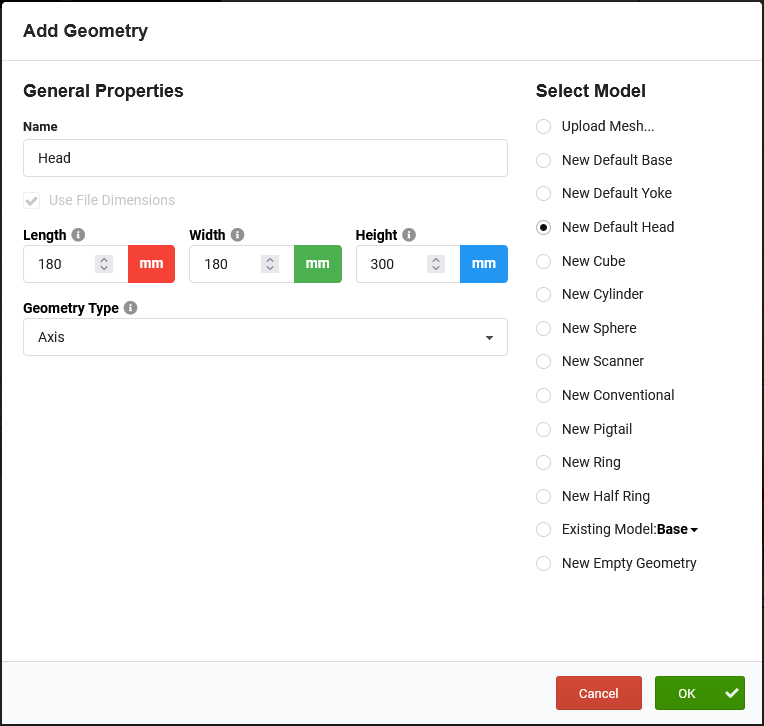 Add Geometry
General Properties
Name
Head
Use File Dimensions
Length Width Height
180 mm 180 mm 300 mm
Geometry Type
Axis
Select Model
Upload Mesh...
New Default Base
New Default Yoke
New Default Head
New Cube
New Cylinder
New Sphere
New Scanner
New Conventional
New Pigtail
New Ring
New Half Ring
Existing Model:Base
New Empty Geometry
Cancel OK